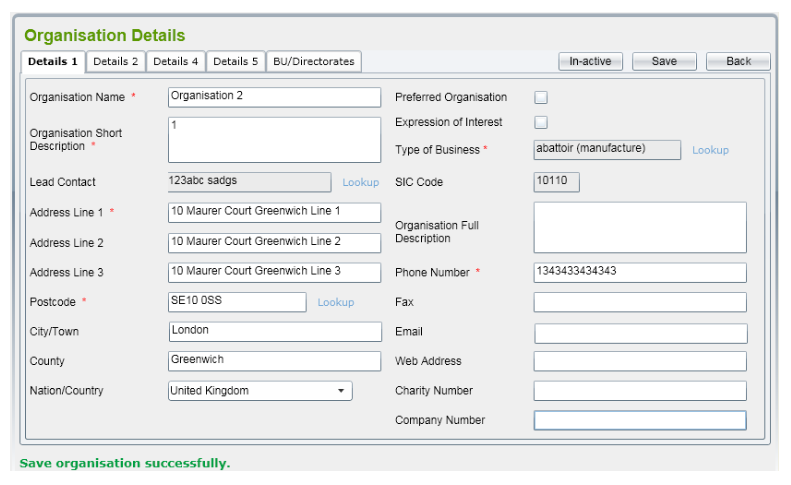 Organisation Details
Details 1 Details 2 Details 4 Details 5 BU/Directorates In-active Save Back
Organisation Name * Organisation 2
Organisation Short Description * 1
Lead Contact 123abc sadgs Lookup
Address Line 1 * 10 Maurer Court Greenwich Line 1
Address Line 2 10 Maurer Court Greenwich Line 2
Address Line 3 10 Maurer Court Greenwich Line 3
Postcode * SE10 0SS Lookup
City/Town London
County Greenwich
Nation/Country United Kingdom
Preferred Organisation
Expression of Interest
Type of Business * abattoir (manufacture) Lookup
SIC Code 10110
Organisation Full Description
Phone Number * 1343433434343
Fax
Email
Web Address
Charity Number
Company Number
Save organisation successfully.